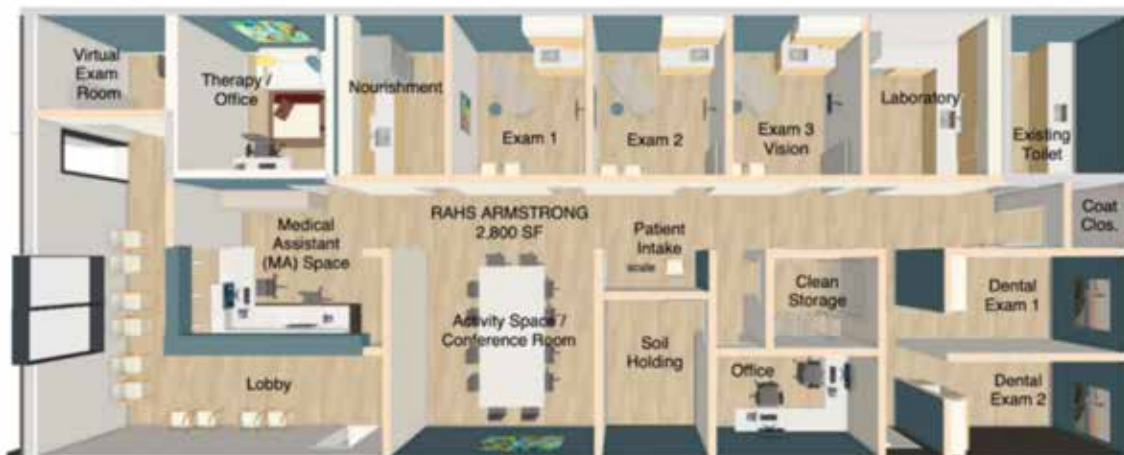 Virtual
Exam
Room
Therapy /
Office
Nourishment
Exam 1
Exam 2
Exam 3
Vision
Laboratory
Existing
Toilet
Coat
Clos.
Medical
Assistant
(MA) Space
RAHS ARMSTRONG
2,800 SF
Patient
Intake
scale
Clean
Storage
Dental
Exam 1
Activity Space /
Conference Room
Soil
Holding
Office
Lobby
Dental
Exam 2